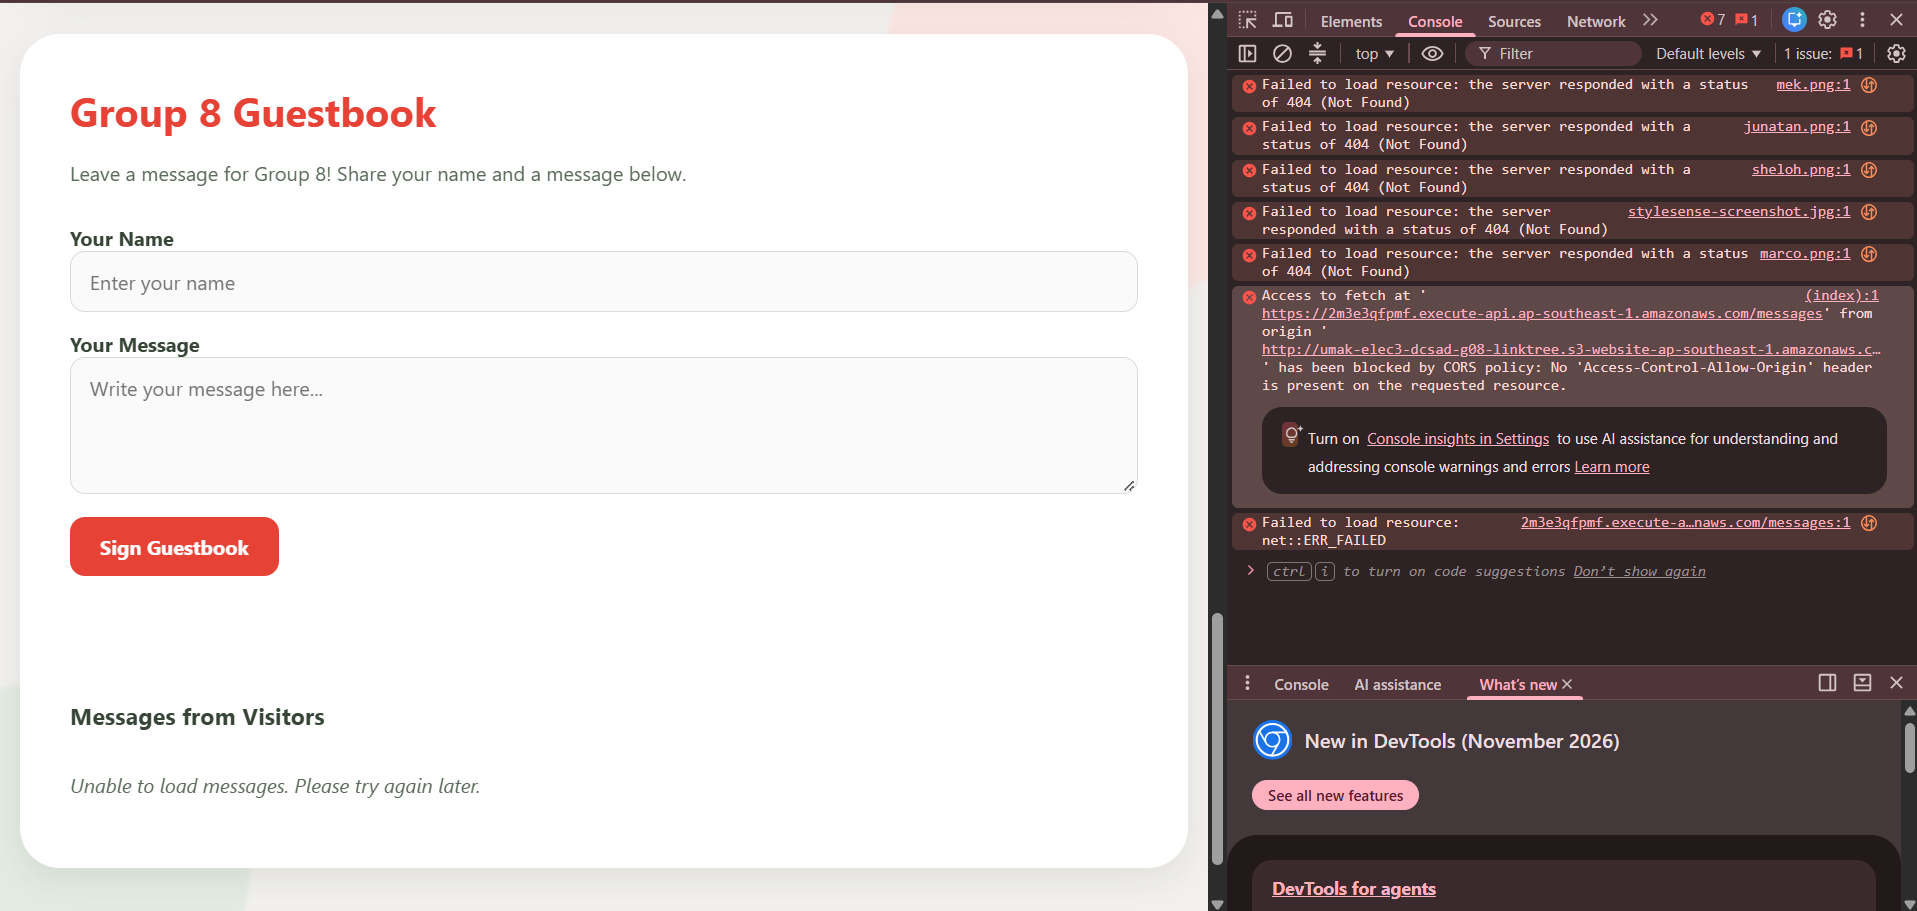 Group 8 Guestbook
Leave a message for Group 8! Share your name and a message below.
Your Name
Enter your name
Your Message
Write your message here...
Sign Guestbook
Messages from Visitors
Unable to load messages. Please try again later.
Elements Console Sources Network 7 1
top Filter Default levels 1 issue: 1
Failed to load resource: the server responded with a status mek.png:1
of 404 (Not Found)
Failed to load resource: the server responded with a junatan.png:1
status of 404 (Not Found)
Failed to load resource: the server responded with a sheloh.png:1
status of 404 (Not Found)
Failed to load resource: the server stylesense-screenshot.jpg:1
responded with a status of 404 (Not Found)
Failed to load resource: the server responded with a status marco.png:1
of 404 (Not Found)
Access to fetch at ' (index):1
https://2m3e3qfpmf.execute-api.ap-southeast-1.amazonaws.com/messages' from
origin '
http://umak-elec3-dcsad-g08-linktree.s3-website-ap-southeast-1.amazonaws.c…
' has been blocked by CORS policy: No 'Access-Control-Allow-Origin' header
is present on the requested resource.
Turn on Console insights in Settings to use AI assistance for understanding and
addressing console warnings and errors Learn more
Failed to load resource: 2m3e3qfpmf.execute-a…naws.com/messages:1
net::ERR_FAILED
ctrl i to turn on code suggestions Don't show again
Console AI assistance What's new
New in DevTools (November 2026)
See all new features
DevTools for agents